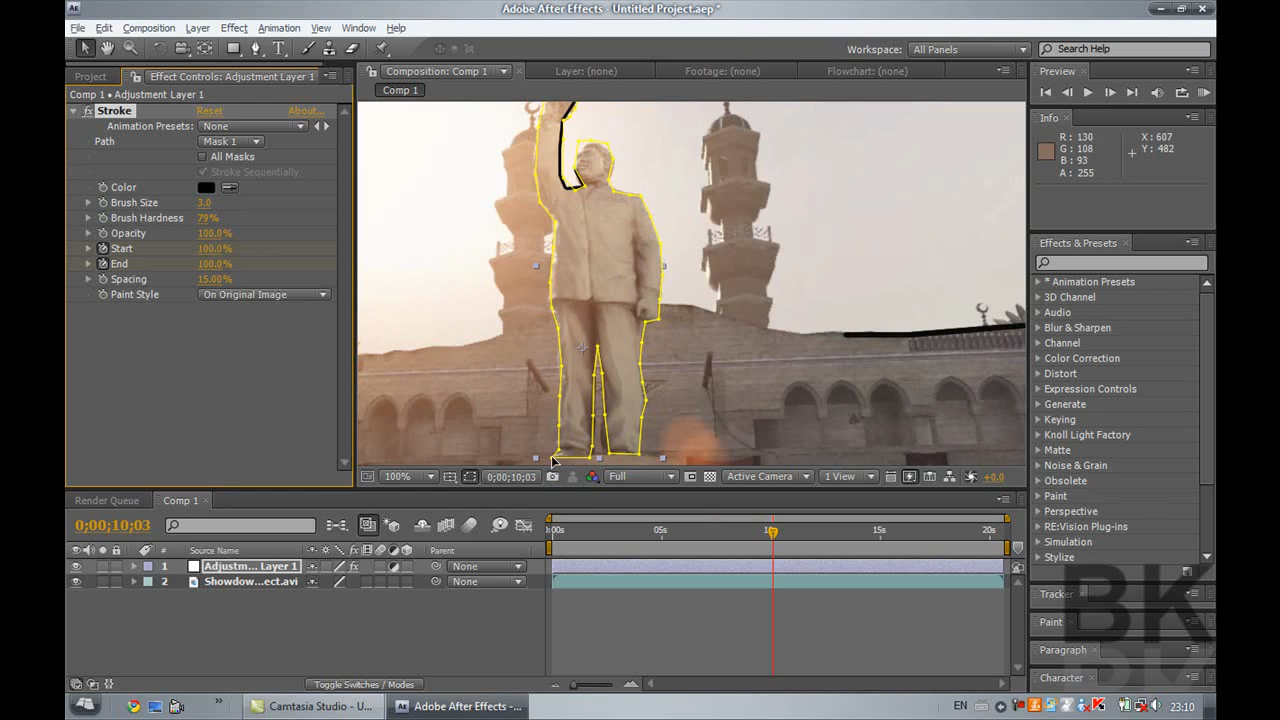 Adobe After Effects - Untitled Project.aep *
File Edit Composition Layer Effect Animation View Window Help
Workspace: All Panels Search Help
Project Effect Controls: Adjustment Layer 1
Comp 1 • Adjustment Layer 1
fx Stroke Reset About...
Animation Presets: None
Path Mask 1
All Masks
Stroke Sequentially
Color
Brush Size 3.0
Brush Hardness 79%
Opacity 100.0%
Start 100.0%
End 100.0%
Spacing 15.00%
Paint Style On Original Image
Composition: Comp 1 Layer: (none) Footage: (none) Flowchart: (none)
Comp 1
100% 0;00;10;03 Full Active Camera 1 View +0.0
Preview
Info
R: 130 X: 607
G: 108 Y: 482
B: 93
A: 255
Effects & Presets
* Animation Presets
3D Channel
Audio
Blur & Sharpen
Channel
Color Correction
Distort
Expression Controls
Generate
Keying
Knoll Light Factory
Matte
Noise & Grain
Obsolete
Paint
Perspective
RE:Vision Plug-ins
Simulation
Stylize
Tracker
Paint
Paragraph
Character
Render Queue Comp 1
0;00;10;03
:00s 05s 15s 20s
# Source Name Parent
1 Adjustm... Layer 1 fx None
2 Showdow...ect.avi None
Toggle Switches / Modes
BK
Camtasia Studio - U... Adobe After Effects -... EN 23:10